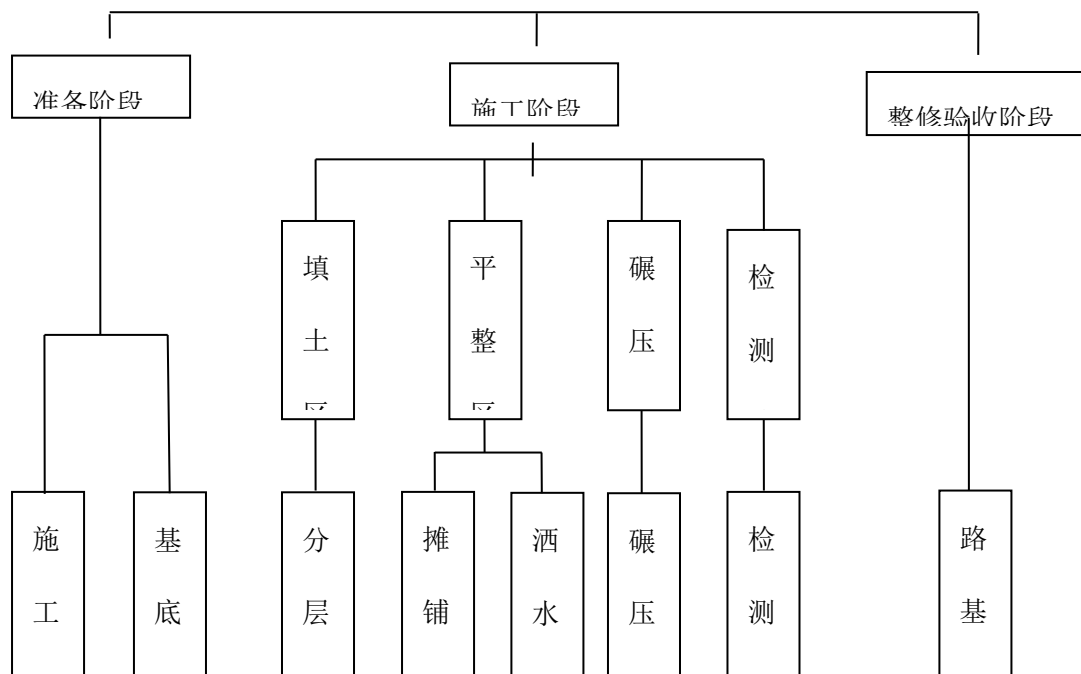 准备阶段
施工阶段
整修验收阶段
填土区
平整区
碾压
检测
施工
基底
分层
摊铺
洒水
碾压
检测
路基